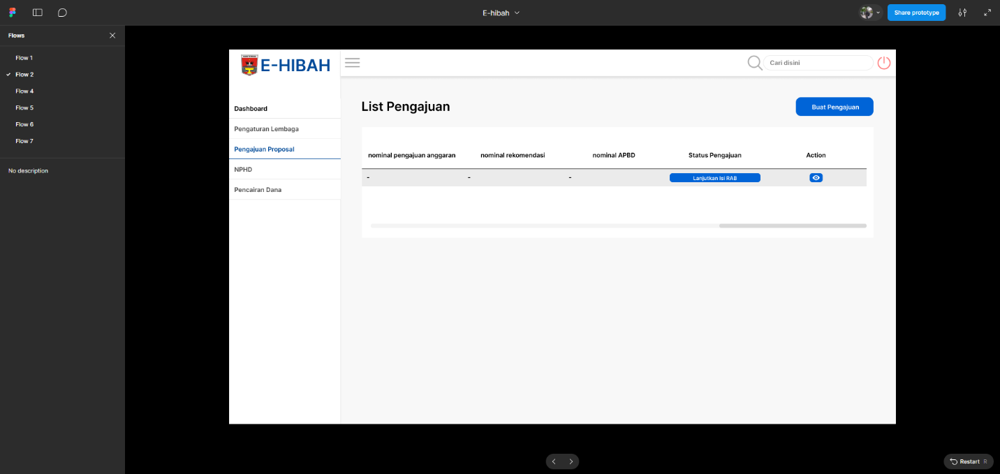 E-hibah
Share prototype
Flows
Flow 1
Flow 2
Flow 4
Flow 5
Flow 6
Flow 7
No description
E-HIBAH
Cari disini
Dashboard
Pengaturan Lembaga
Pengajuan Proposal
NPHD
Pencairan Dana
List Pengajuan
Buat Pengajuan
nominal pengajuan anggaran nominal rekomendasi nominal APBD Status Pengajuan Action
- - - Lanjutkan Isi RAB
Restart R